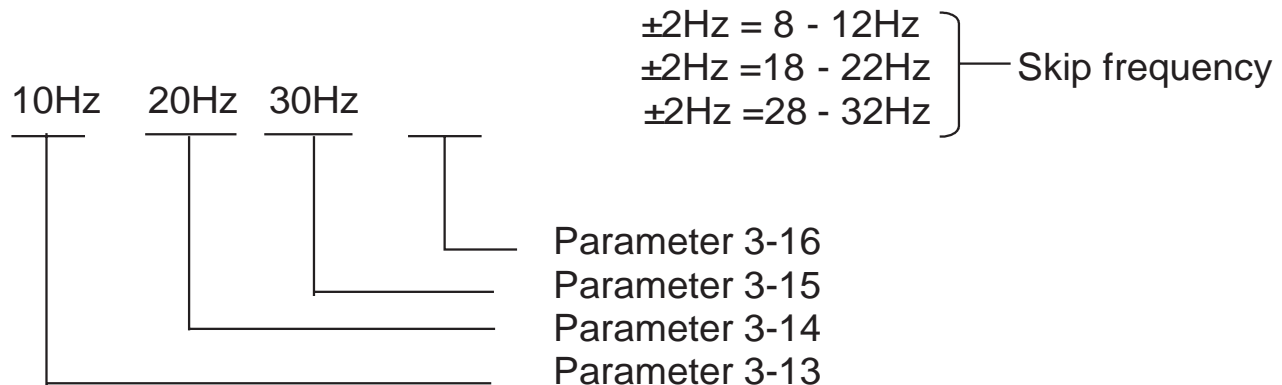 ±2Hz = 8 - 12Hz
±2Hz =18 - 22Hz
±2Hz =28 - 32Hz
Skip frequency
10Hz 20Hz 30Hz
Parameter 3-16
Parameter 3-15
Parameter 3-14
Parameter 3-13